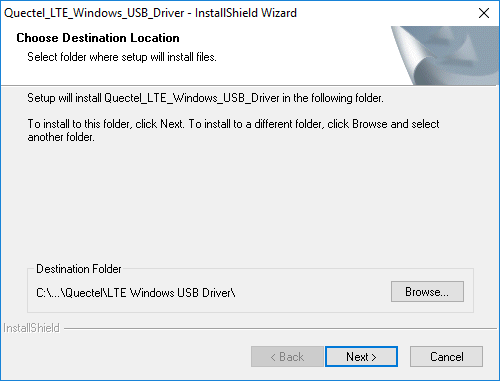 Quectel_LTE_Windows_USB_Driver - InstallShield Wizard
Choose Destination Location
Select folder where setup will install files.
Setup will install Quectel_LTE_Windows_USB_Driver in the following folder.
To install to this folder, click Next. To install to a different folder, click Browse and select
another folder.
Destination Folder
C:\...\Quectel\LTE Windows USB Driver\
Browse...
InstallShield
< Back
Next >
Cancel